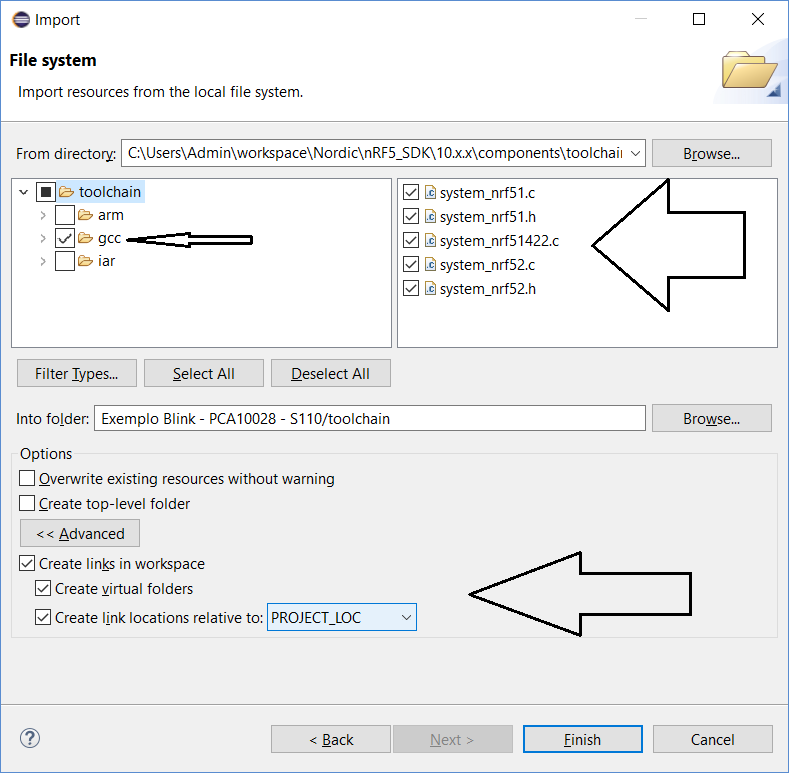 Import
File system
Import resources from the local file system.
From directory: C:\Users\Admin\workspace\Nordic\nRF5_SDK\10.x.x\components\toolchain Browse...
toolchain
arm
gcc
iar
system_nrf51.c
system_nrf51.h
system_nrf51422.c
system_nrf52.c
system_nrf52.h
Filter Types... Select All Deselect All
Into folder: Exemplo Blink - PCA10028 - S110/toolchain Browse...
Options
Overwrite existing resources without warning
Create top-level folder
<< Advanced
Create links in workspace
Create virtual folders
Create link locations relative to: PROJECT_LOC
? < Back Next > Finish Cancel